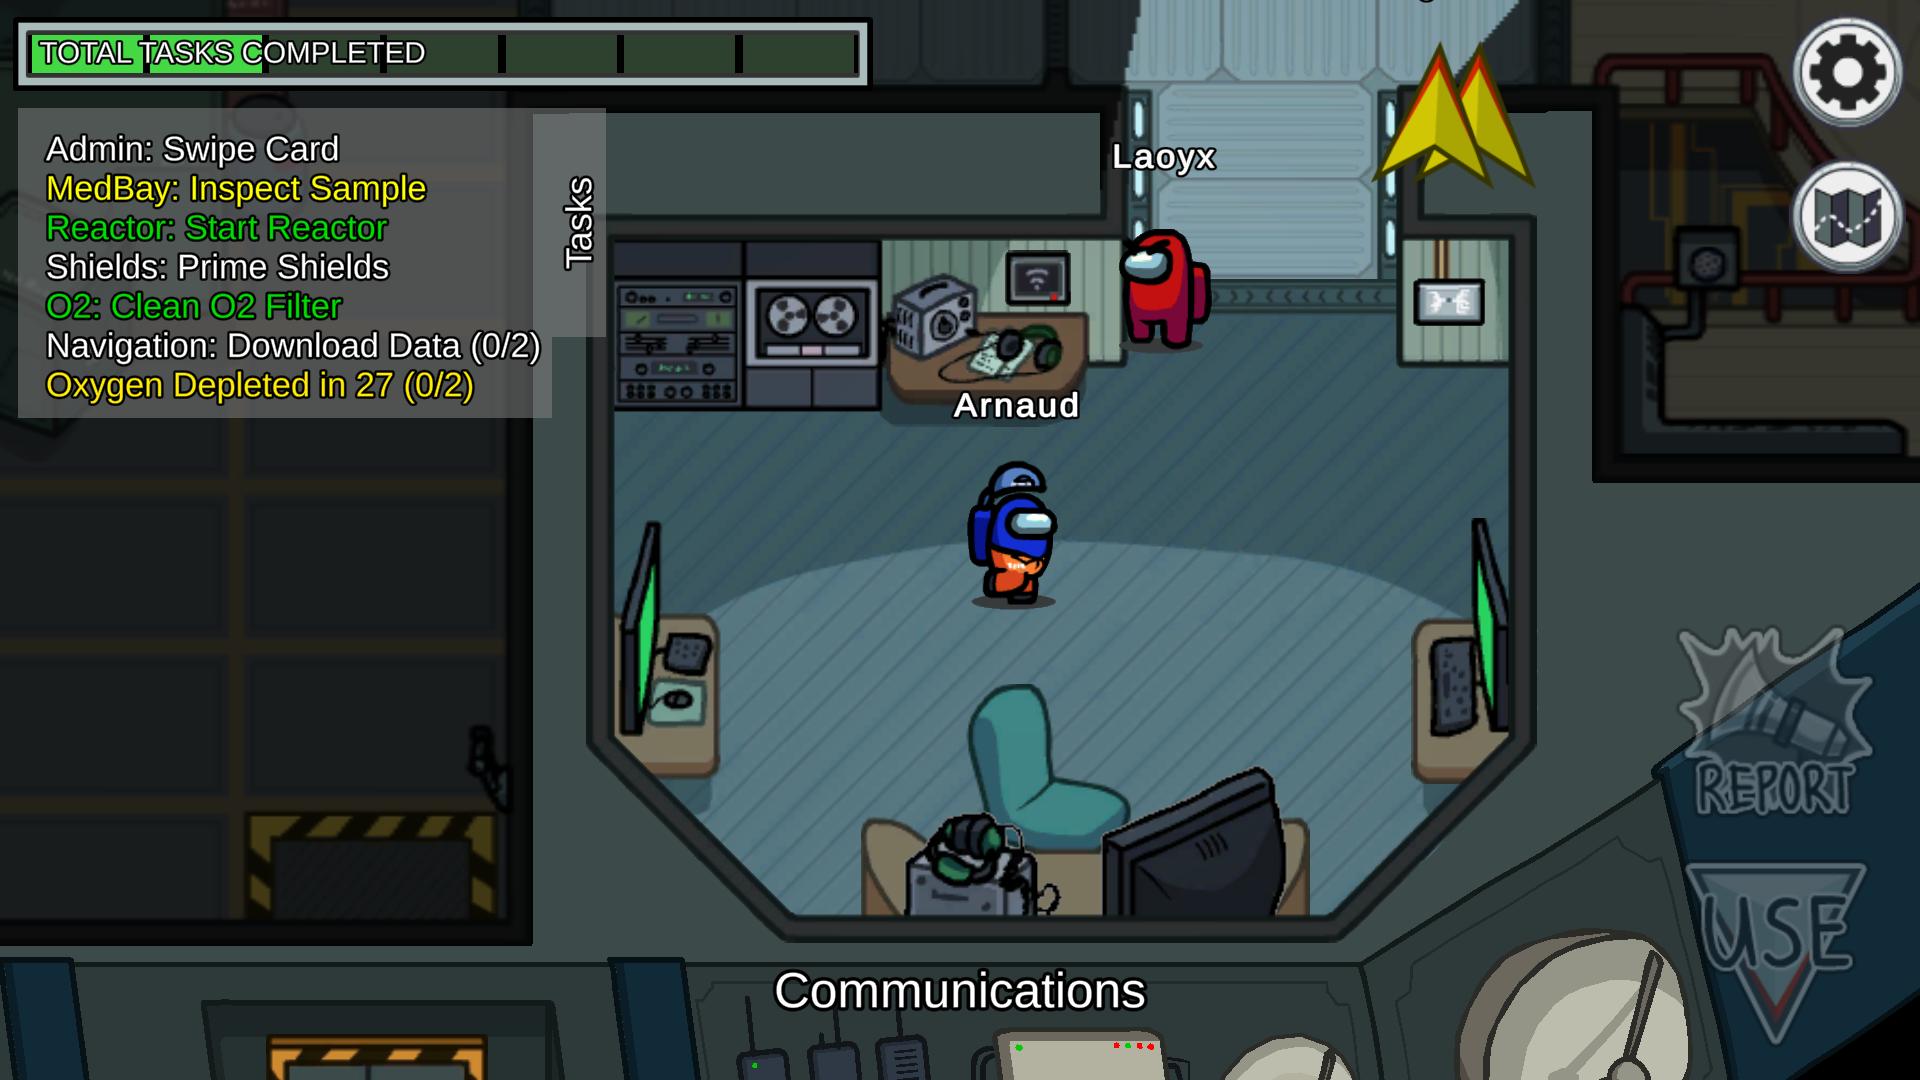 TOTAL TASKS COMPLETED
Admin: Swipe Card
MedBay: Inspect Sample
Reactor: Start Reactor
Shields: Prime Shields
O2: Clean O2 Filter
Navigation: Download Data (0/2)
Oxygen Depleted in 27 (0/2)
Tasks
Laoyx
Arnaud
REPORT
USE
Communications